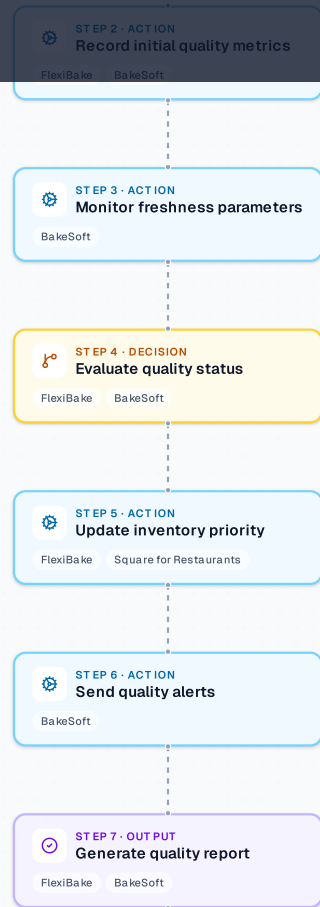 STEP 2 · ACTION
Record initial quality metrics
FlexiBake BakeSoft
STEP 3 · ACTION
Monitor freshness parameters
BakeSoft
STEP 4 · DECISION
Evaluate quality status
FlexiBake BakeSoft
STEP 5 · ACTION
Update inventory priority
FlexiBake Square for Restaurants
STEP 6 · ACTION
Send quality alerts
BakeSoft
STEP 7 · OUTPUT
Generate quality report
FlexiBake BakeSoft